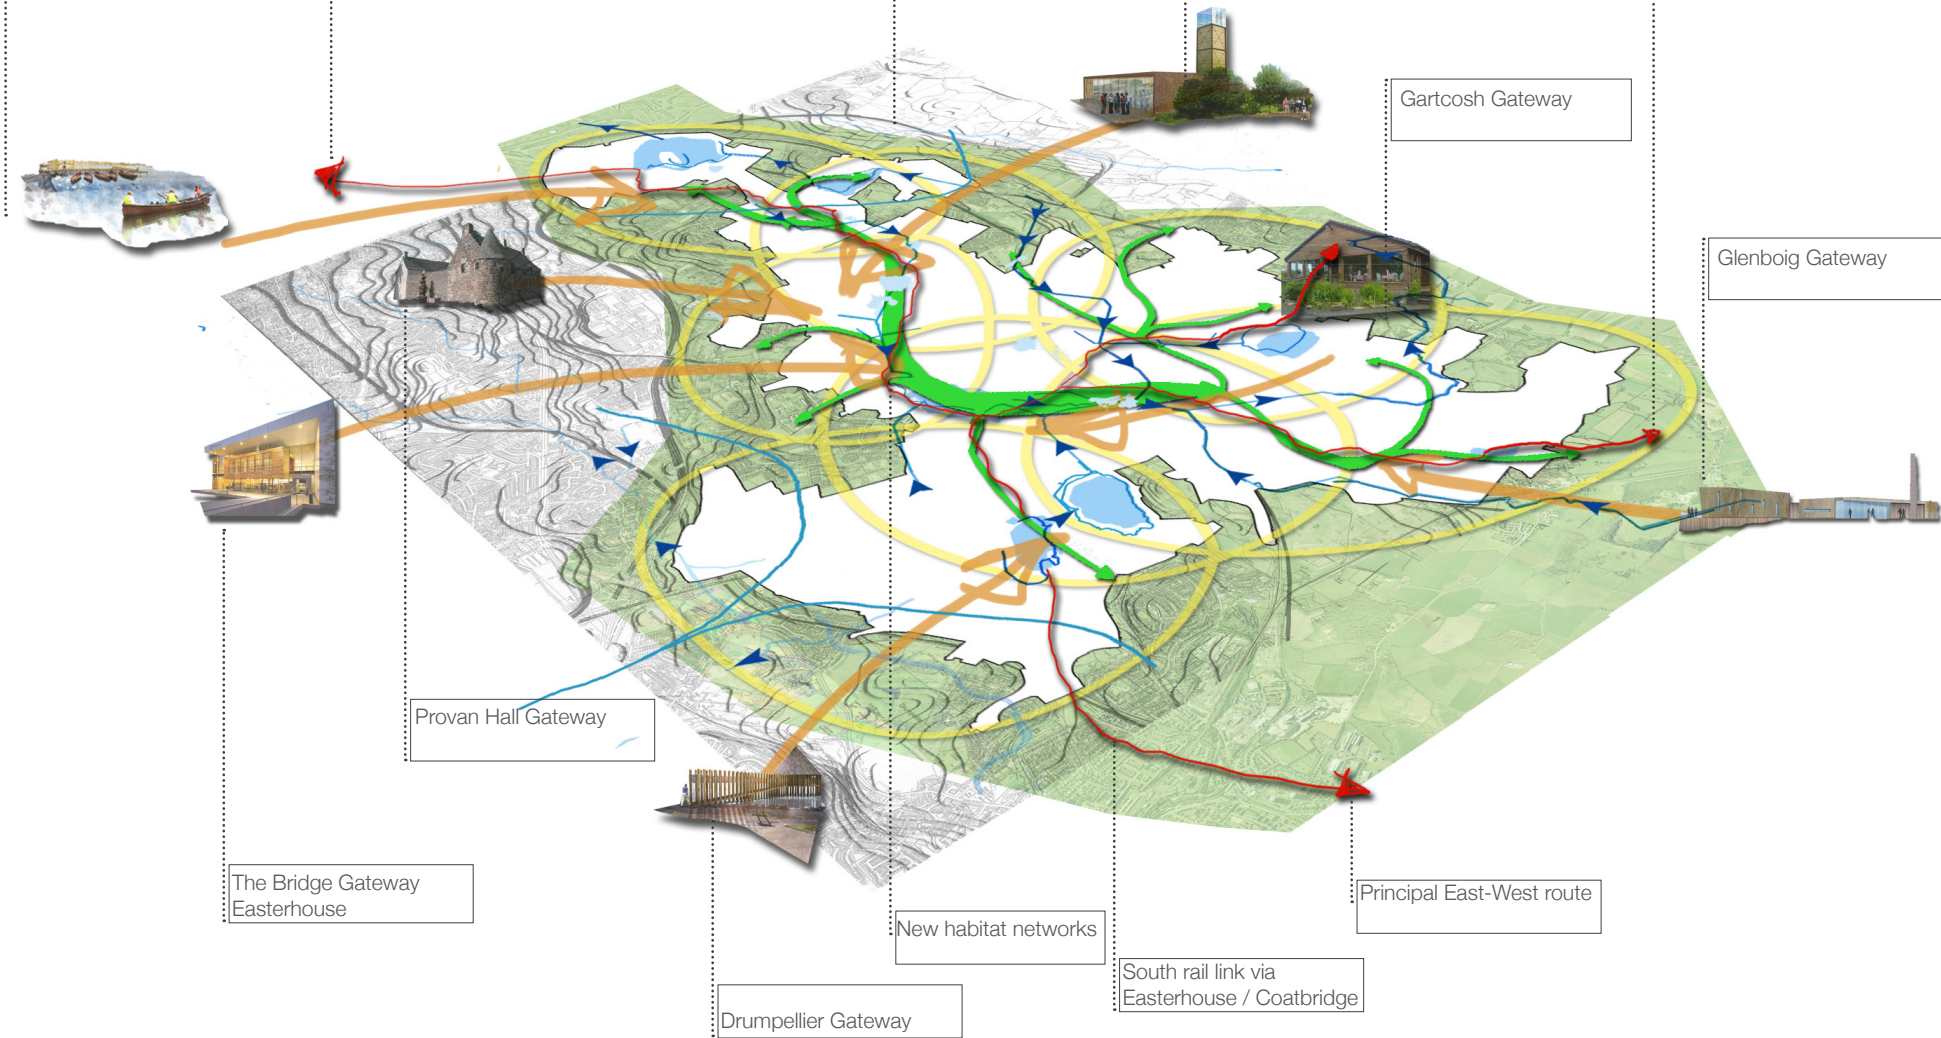 Gartcosh Gateway
Glenboig Gateway
Provan Hall Gateway
The Bridge Gateway
Easterhouse
Principal East-West route
New habitat networks
South rail link via
Easterhouse / Coatbridge
Drumpellier Gateway